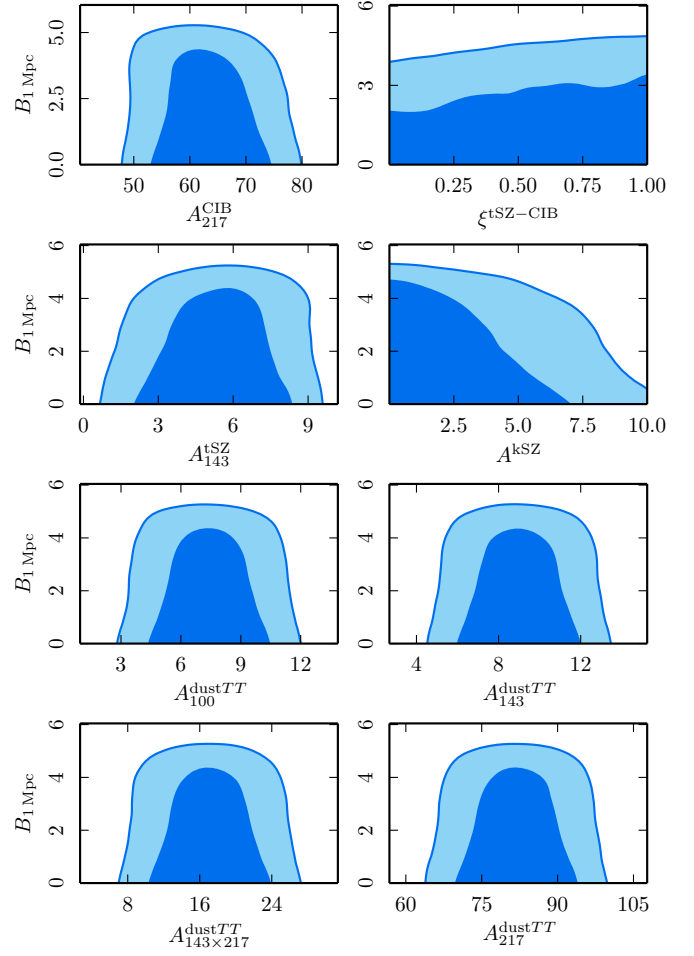 B_{1 Mpc}
5.0
2.5
0.0
50 60 70 80
A^{CIB}_{217}
6
3
0
0.25 0.50 0.75 1.00
ξ^{tSZ−CIB}
B_{1 Mpc}
6
4
2
0
0 3 6 9
A^{tSZ}_{143}
6
4
2
0
2.5 5.0 7.5 10.0
A^{kSZ}
B_{1 Mpc}
6
4
2
0
3 6 9 12
A^{dustTT}_{100}
6
4
2
0
4 8 12
A^{dustTT}_{143}
B_{1 Mpc}
6
4
2
0
8 16 24
A^{dustTT}_{143×217}
6
4
2
0
60 75 90 105
A^{dustTT}_{217}